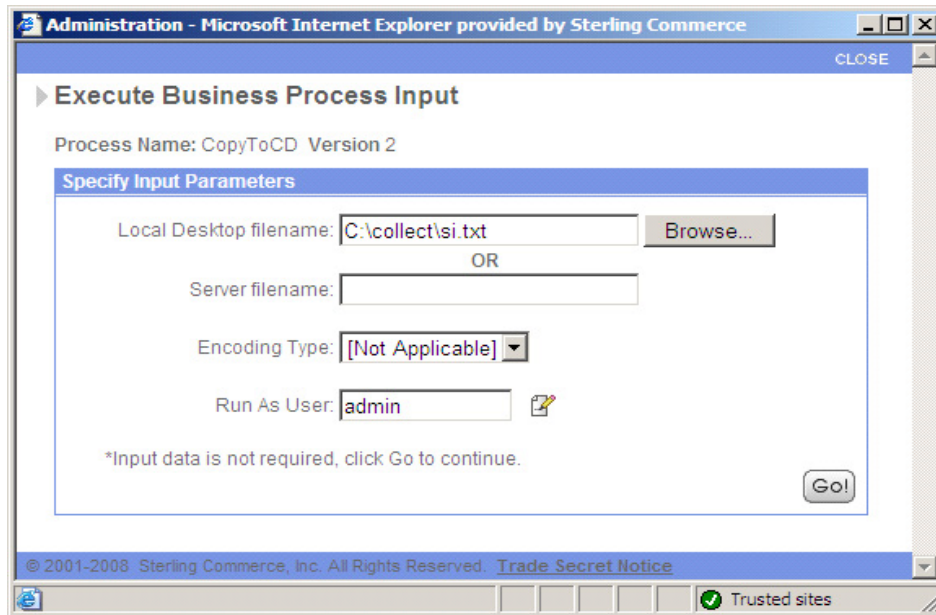 Administration - Microsoft Internet Explorer provided by Sterling Commerce
CLOSE
Execute Business Process Input
Process Name: CopyToCD Version 2
Specify Input Parameters
Local Desktop filename: C:\collect\si.txt Browse...
OR
Server filename:
Encoding Type: [Not Applicable]
Run As User: admin
*Input data is not required, click Go to continue.
Go!
© 2001-2008 Sterling Commerce, Inc. All Rights Reserved. Trade Secret Notice
Trusted sites